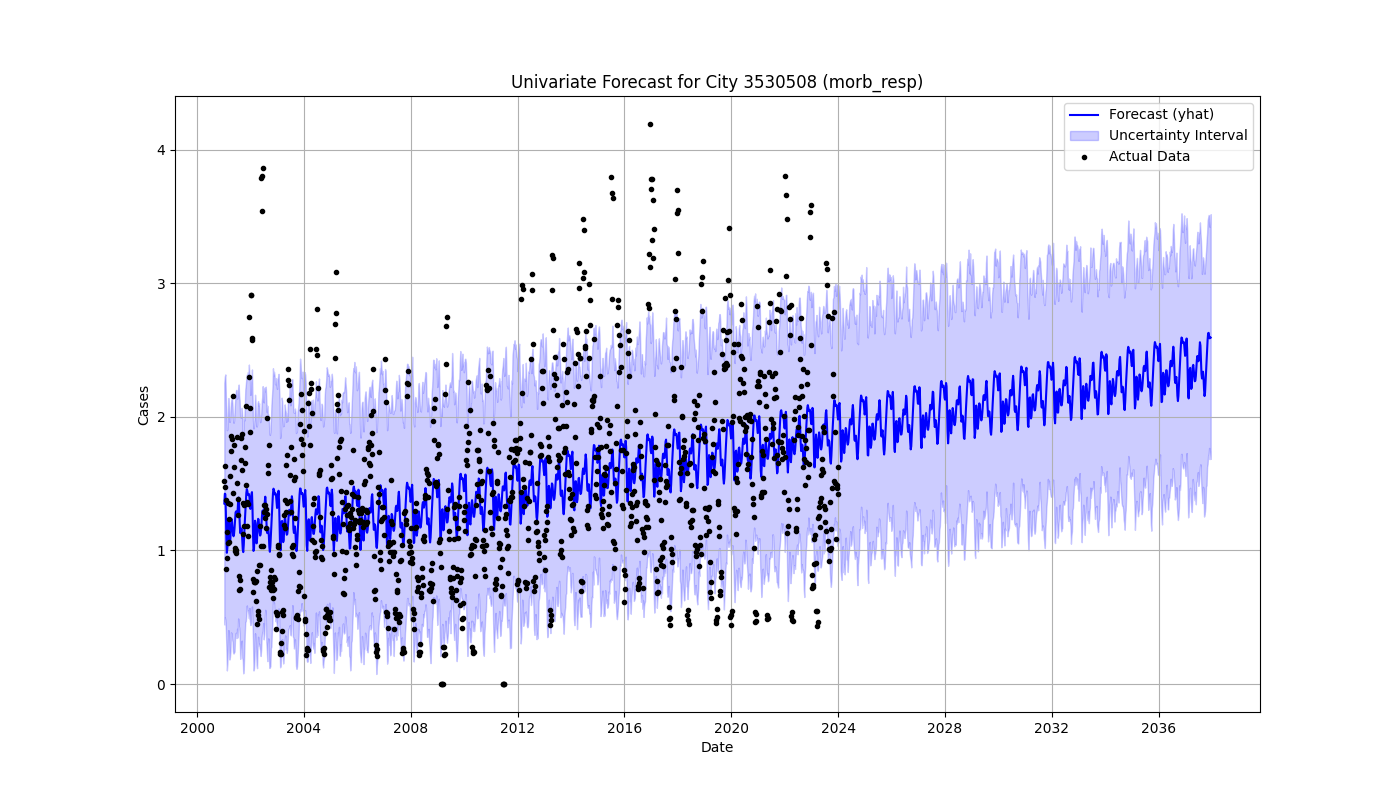 Univariate Forecast for City 3530508 (morb_resp)
Forecast (yhat)
Uncertainty Interval
Actual Data
Cases
4
3
2
1
0
2000 2004 2008 2012 2016 2020 2024 2028 2032 2036
Date